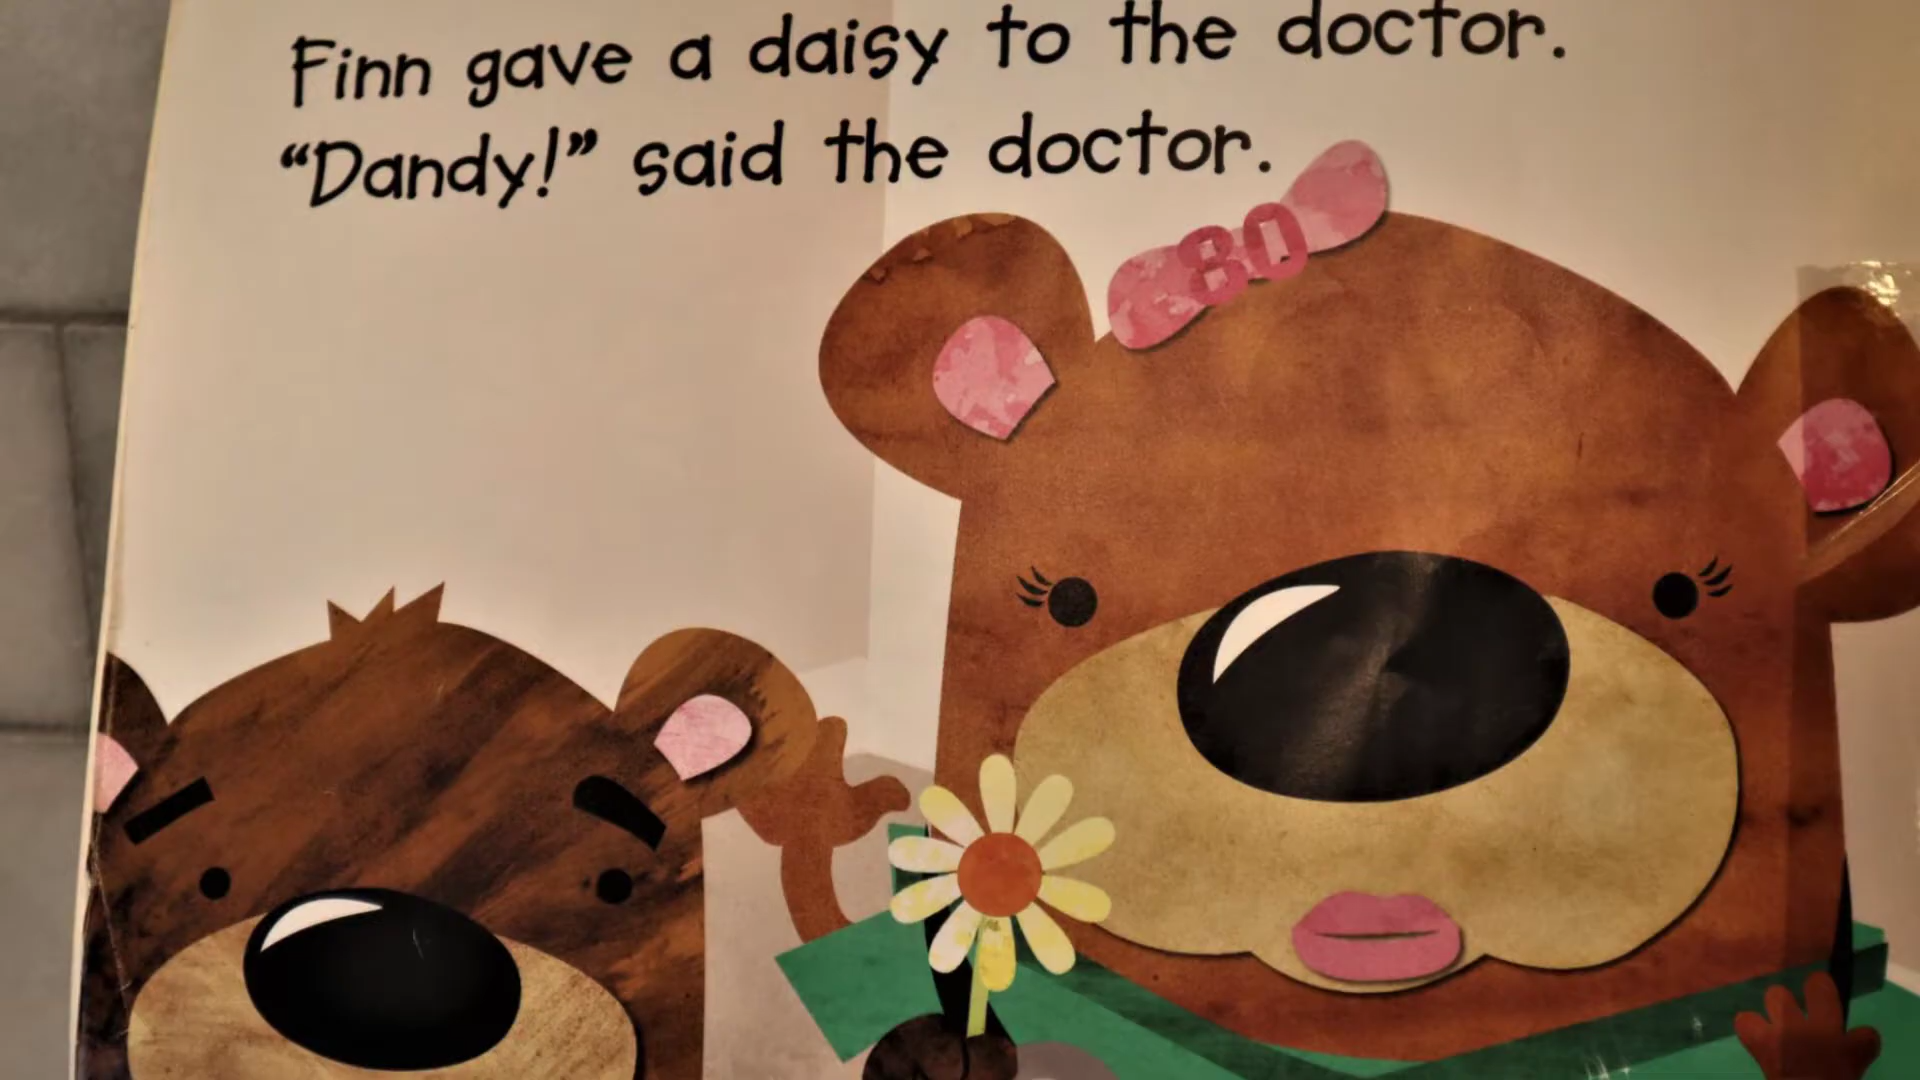 Finn gave a daisy to the doctor.
“Dandy!” said the doctor.
80